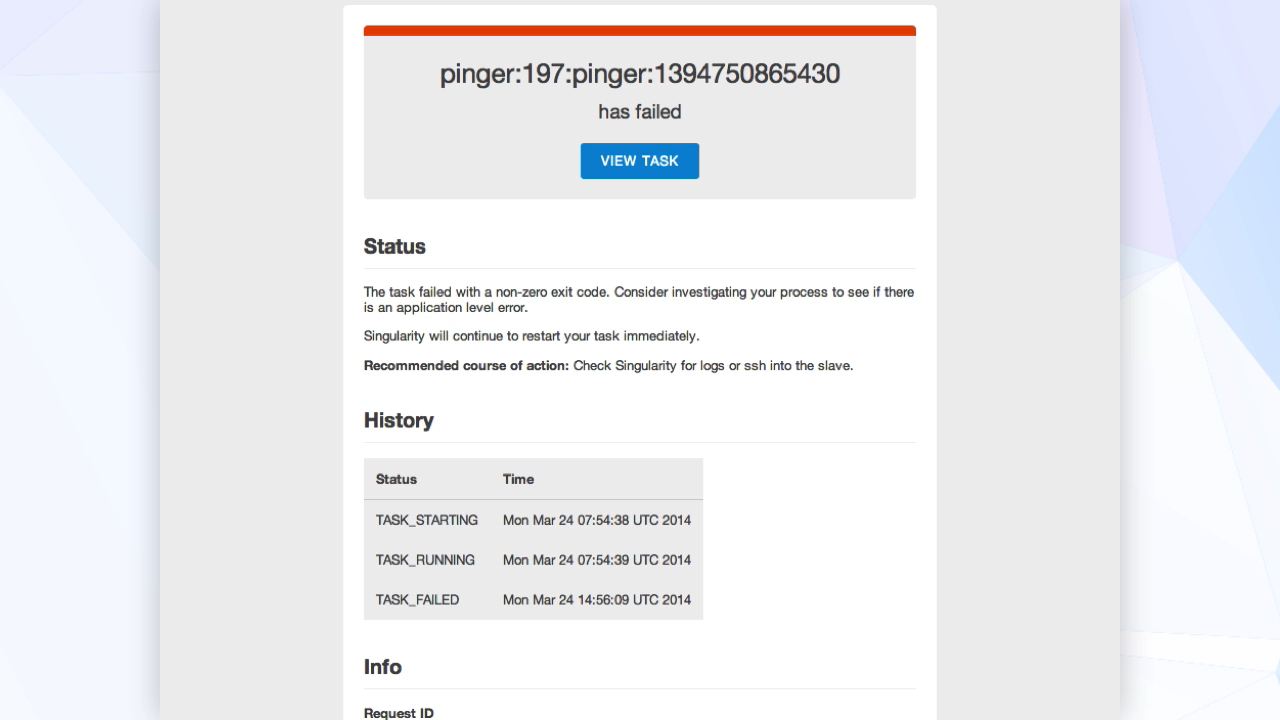 pinger:197:pinger:1394750865430
has failed
VIEW TASK
Status
The task failed with a non-zero exit code. Consider investigating your process to see if there
is an application level error.
Singularity will continue to restart your task immediately.
Recommended course of action: Check Singularity for logs or ssh into the slave.
History
Status Time
TASK_STARTING Mon Mar 24 07:54:38 UTC 2014
TASK_RUNNING Mon Mar 24 07:54:39 UTC 2014
TASK_FAILED Mon Mar 24 14:56:09 UTC 2014
Info
Request ID